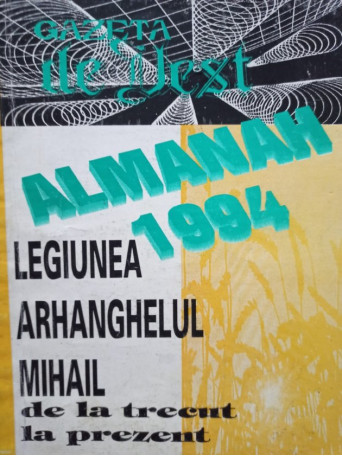 GAZETA
de Vest
ALMANAH
1994
LEGIUNEA
ARHANGHELUL
MIHAIL
de la trecut
la prezent